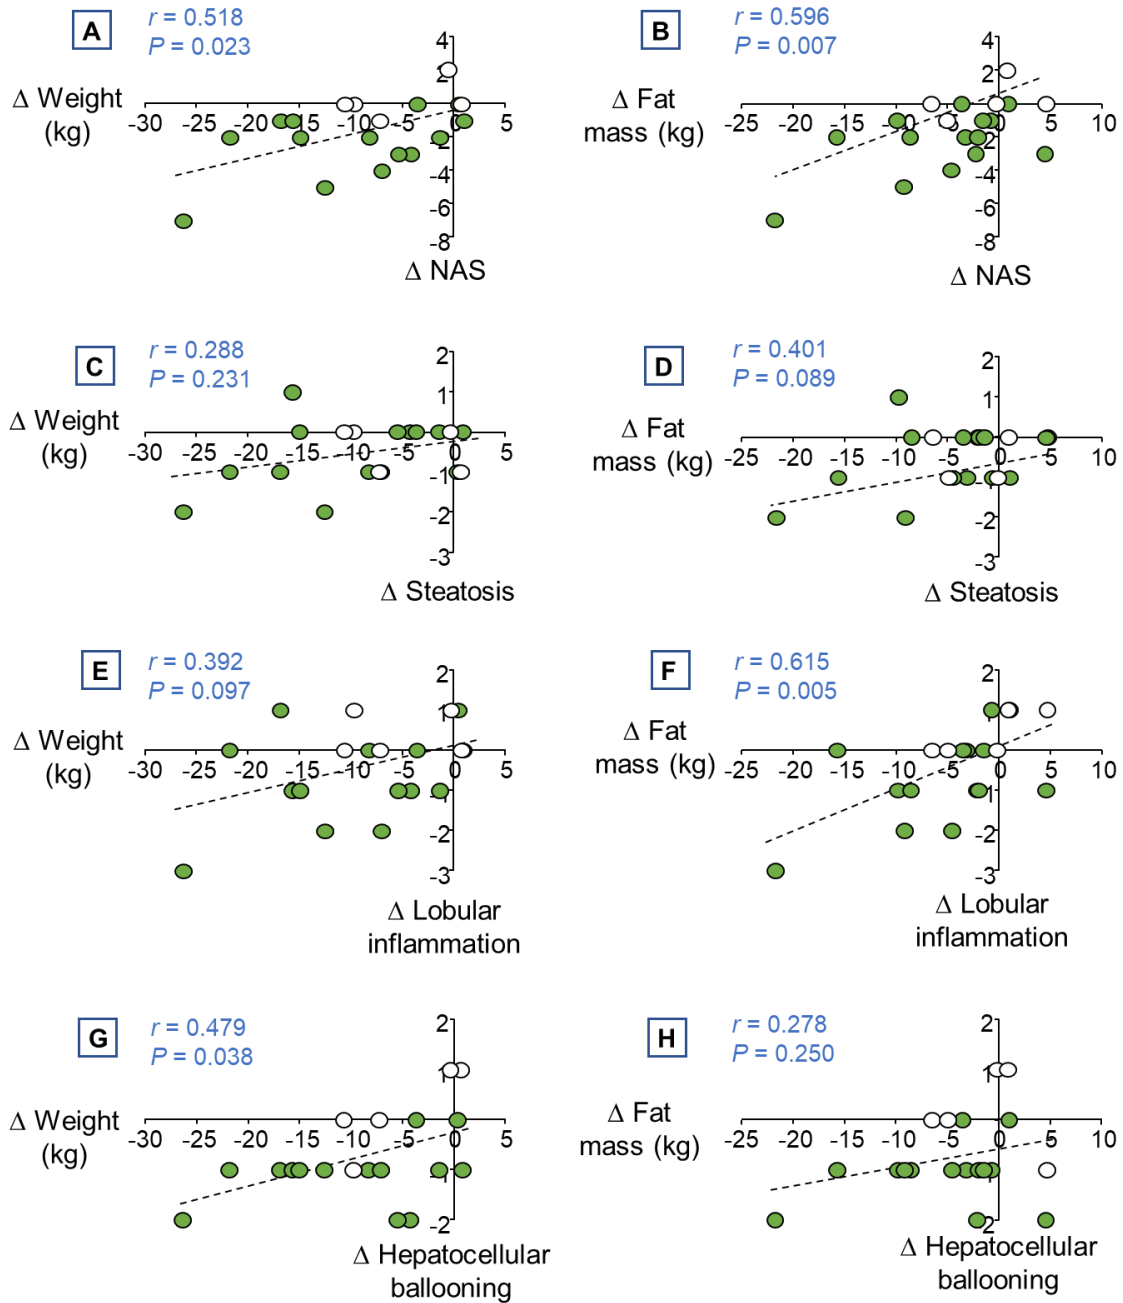 A
r = 0.518
P = 0.023
Δ Weight
(kg)
4
2
-30 -25 -20 -15 -10 -5 0 5
-2
-4
-6
-8
Δ NAS
B
r = 0.596
P = 0.007
Δ Fat
mass (kg)
4
2
-25 -20 -15 -10 -5 0 5 10
-2
-4
-6
-8
Δ NAS
C
r = 0.288
P = 0.231
Δ Weight
(kg)
2
1
-30 -25 -20 -15 -10 -5 0 5
-1
-2
-3
Δ Steatosis
D
r = 0.401
P = 0.089
Δ Fat
mass (kg)
2
1
-25 -20 -15 -10 -5 0 5 10
-1
-2
-3
Δ Steatosis
E
r = 0.392
P = 0.097
Δ Weight
(kg)
2
1
-30 -25 -20 -15 -10 -5 0 5
-1
-2
-3
Δ Lobular
inflammation
F
r = 0.615
P = 0.005
Δ Fat
mass (kg)
2
1
-25 -20 -15 -10 -5 0 5 10
-1
-2
-3
Δ Lobular
inflammation
G
r = 0.479
P = 0.038
Δ Weight
(kg)
2
1
-30 -25 -20 -15 -10 -5 0 5
-1
-2
Δ Hepatocellular
ballooning
H
r = 0.278
P = 0.250
Δ Fat
mass (kg)
2
1
-25 -20 -15 -10 -5 0 5 10
-1
-2
Δ Hepatocellular
ballooning